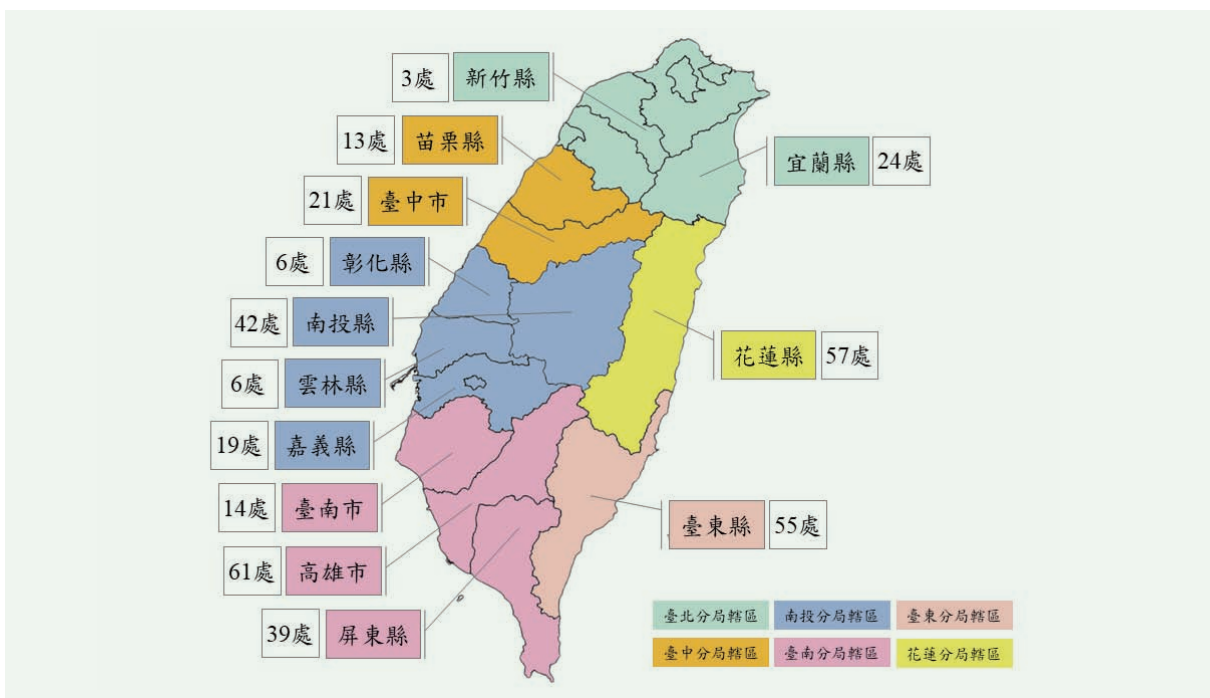 3處 新竹縣
13處 苗栗縣
宜蘭縣 24處
21處 臺中市
6處 彰化縣
42處 南投縣
花蓮縣 57處
6處 雲林縣
19處 嘉義縣
14處 臺南市
臺東縣 55處
61處 高雄市
39處 屏東縣
臺北分局轄區 南投分局轄區 臺東分局轄區
臺中分局轄區 臺南分局轄區 花蓮分局轄區